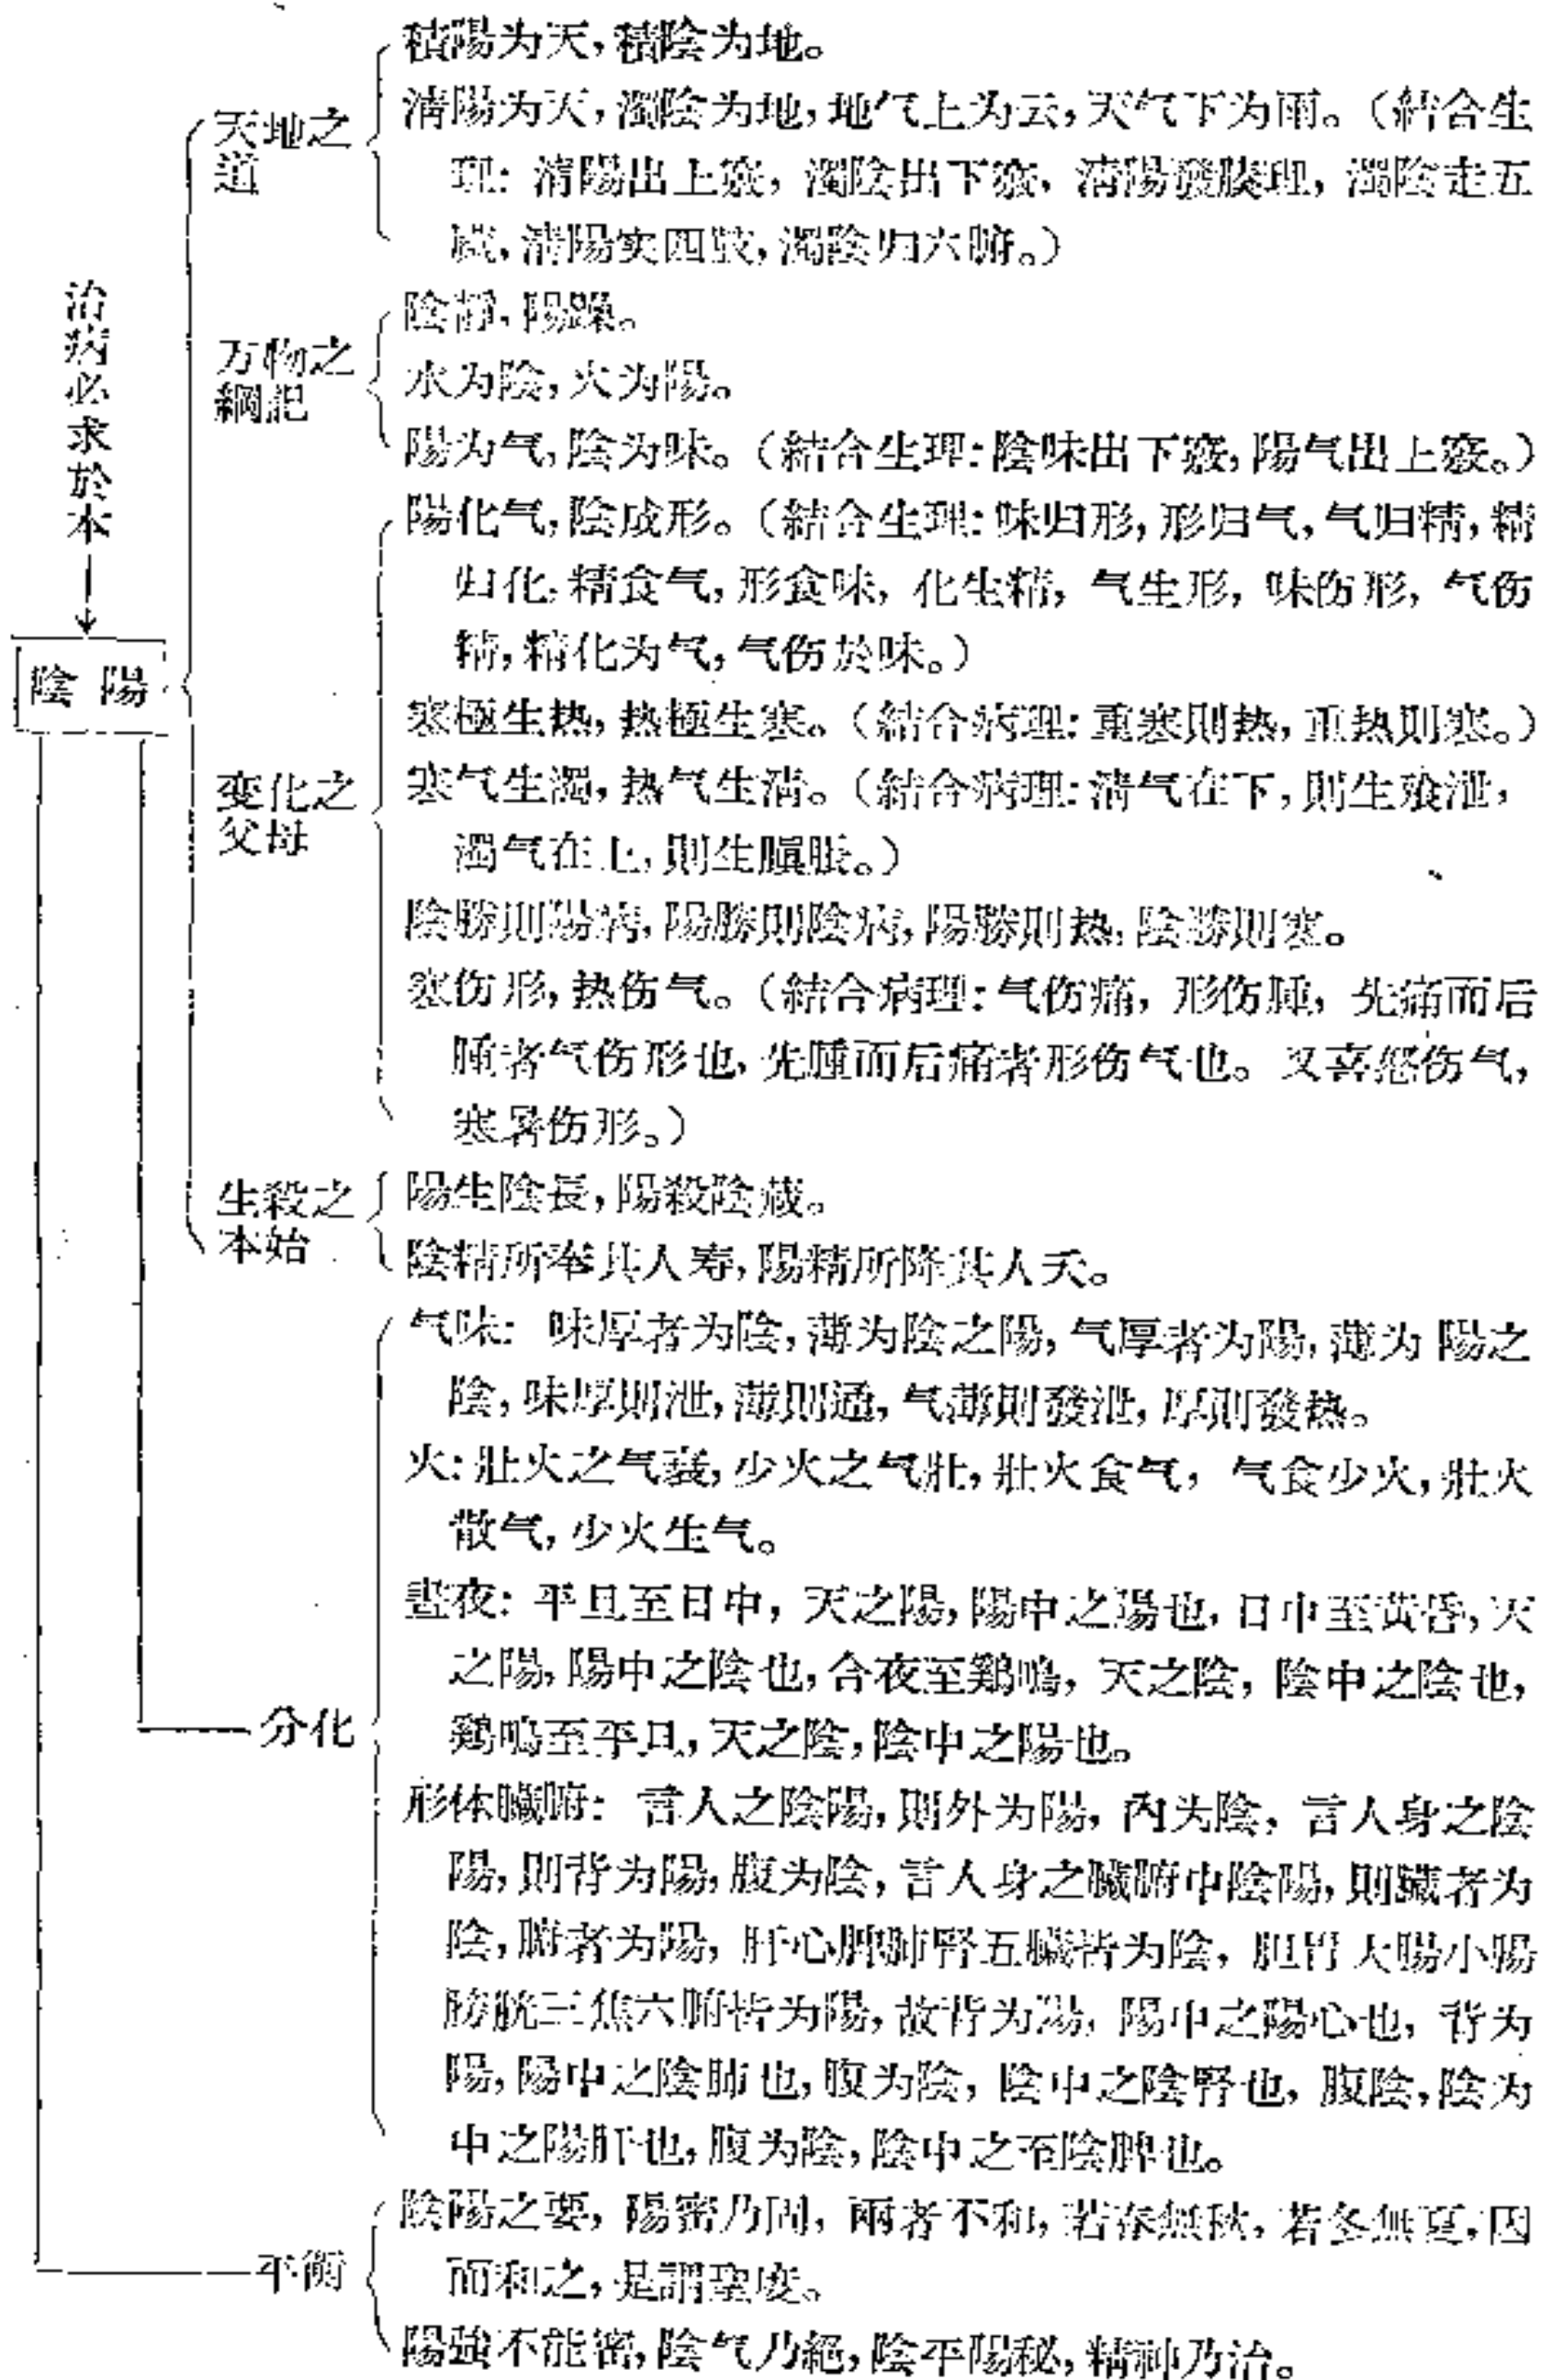 治病必求於本
陰陽
天地之
道
積陽为天，積陰为地。
清陽为天，濁陰为地，地气上为云，天气下为雨。（結合生
理：清陽出上竅，濁陰出下竅，清陽發腠理，濁陰走五
臟，清陽实四肢，濁陰归六腑。）
万物之
綱記
陰靜，陽躁。
水为陰，火为陽。
陽为气，陰为味。（結合生理：陰味出下竅，陽气出上竅。）
变化之
父母
陽化气，陰成形。（結合生理：味归形，形归气，气归精，精
归化，精食气，形食味，化生精，气生形，味伤形，气伤
精，精化为气，气伤於味。）
寒極生热，热極生寒。（結合病理：重寒則热，重热則寒。）
寒气生濁，热气生清。（結合病理：清气在下，則生飱泄，
濁气在上，則生䐜脹。）
陰勝則陽病，陽勝則陰病，陽勝則热，陰勝則寒。
寒伤形，热伤气。（結合病理：气伤痛，形伤腫，先痛而后
腫者气伤形也，先腫而后痛者形伤气也。又喜怒伤气，
寒暑伤形。）
生殺之
本始
陽生陰長，陽殺陰藏。
陰精所奉其人寿，陽精所降其人夭。
分化
气味：味厚者为陰，薄为陰之陽，气厚者为陽，薄为陽之
陰，味厚則泄，薄則通，气薄則發泄，厚則發热。
火：壯火之气衰，少火之气壯，壯火食气，气食少火，壯火
散气，少火生气。
晝夜：平旦至日中，天之陽，陽中之陽也，日中至黄昏，天
之陽，陽中之陰也，合夜至鷄鳴，天之陰，陰中之陰也，
鷄鳴至平旦，天之陰，陰中之陽也。
形体臟腑：言人之陰陽，則外为陽，內为陰，言人身之陰
陽，則背为陽，腹为陰，言人身之臟腑中陰陽，則臟者为
陰，腑者为陽，肝心脾肺腎五臟皆为陰，胆胃大腸小腸
膀胱三焦六腑皆为陽，故背为陽，陽中之陽心也，背为
陽，陽中之陰肺也，腹为陰，陰中之陰腎也，腹陰，陰为
中之陽肝也，腹为陰，陰中之至陰脾也。
平衡
陰陽之要，陽密乃固，兩者不和，若春無秋，若冬無夏，因
而和之，是謂聖度。
陽強不能密，陰气乃絕，陰平陽秘，精神乃治。